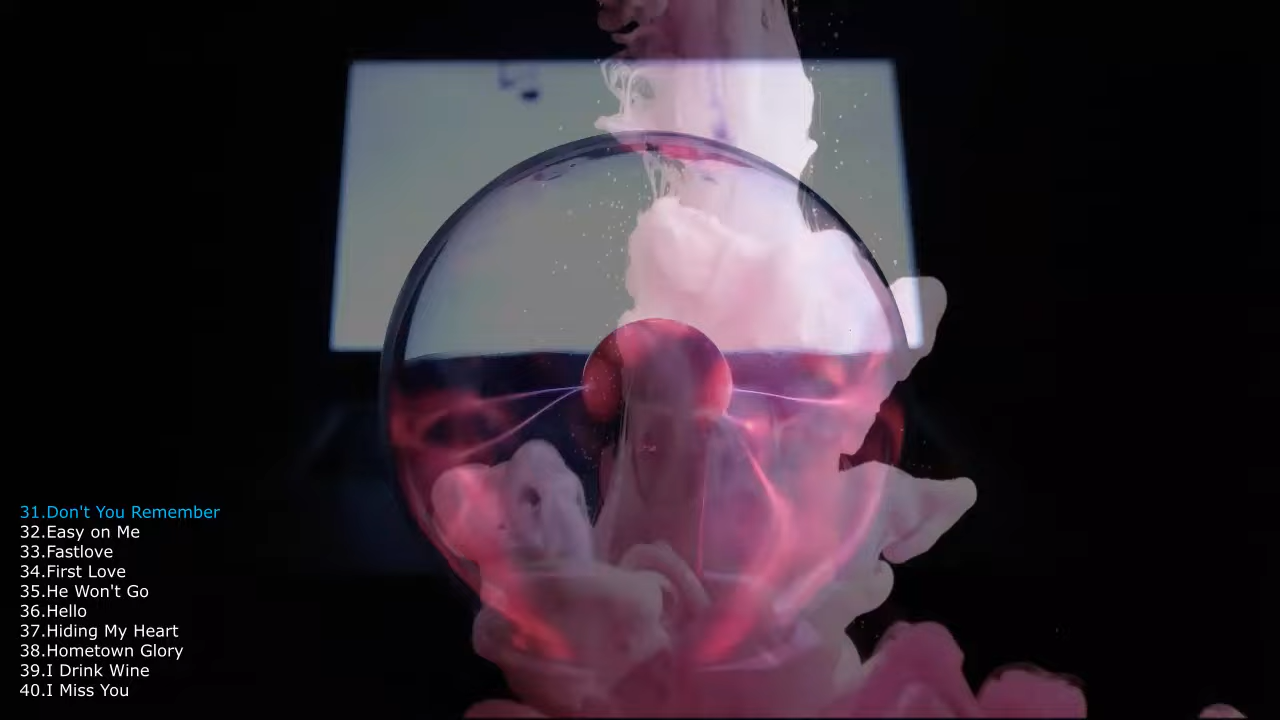 31.Don't You Remember
32.Easy on Me
33.Fastlove
34.First Love
35.He Won't Go
36.Hello
37.Hiding My Heart
38.Hometown Glory
39.I Drink Wine
40.I Miss You